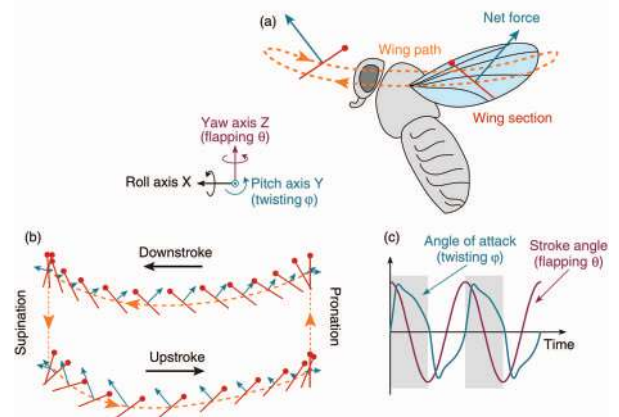 (a)
Net force
Wing path
Wing section
Yaw axis Z
(flapping θ)
Roll axis X
Pitch axis Y
(twisting φ)
(b)
Downstroke
Supination
Pronation
Upstroke
(c)
Angle of attack
(twisting φ)
Stroke angle
(flapping θ)
Time